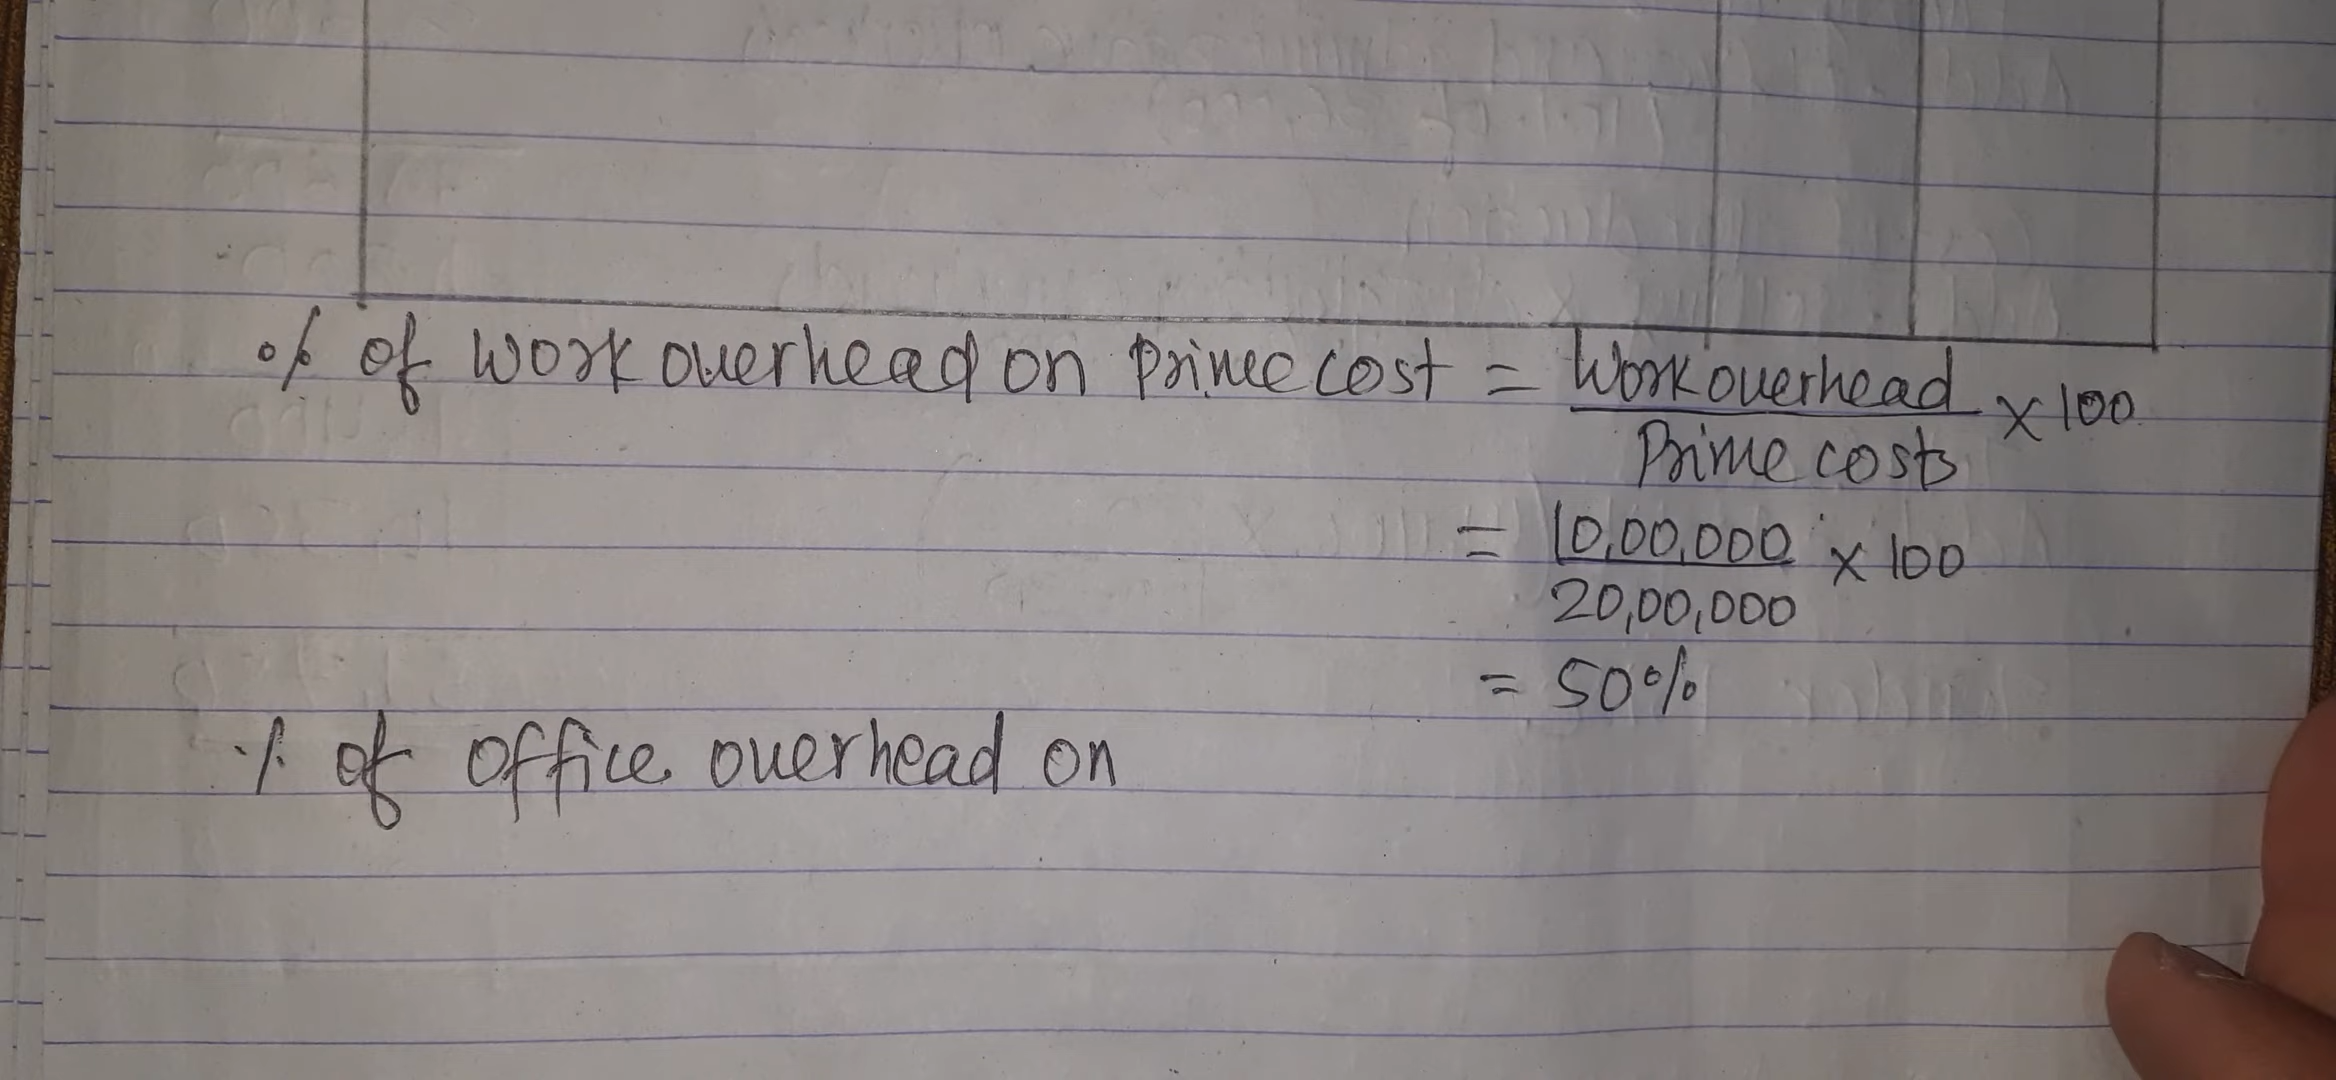 % of work overhead on prime cost = Work overhead / Prime costs × 100
= 10,00,000 / 20,00,000 × 100
= 50%
% of office overhead on